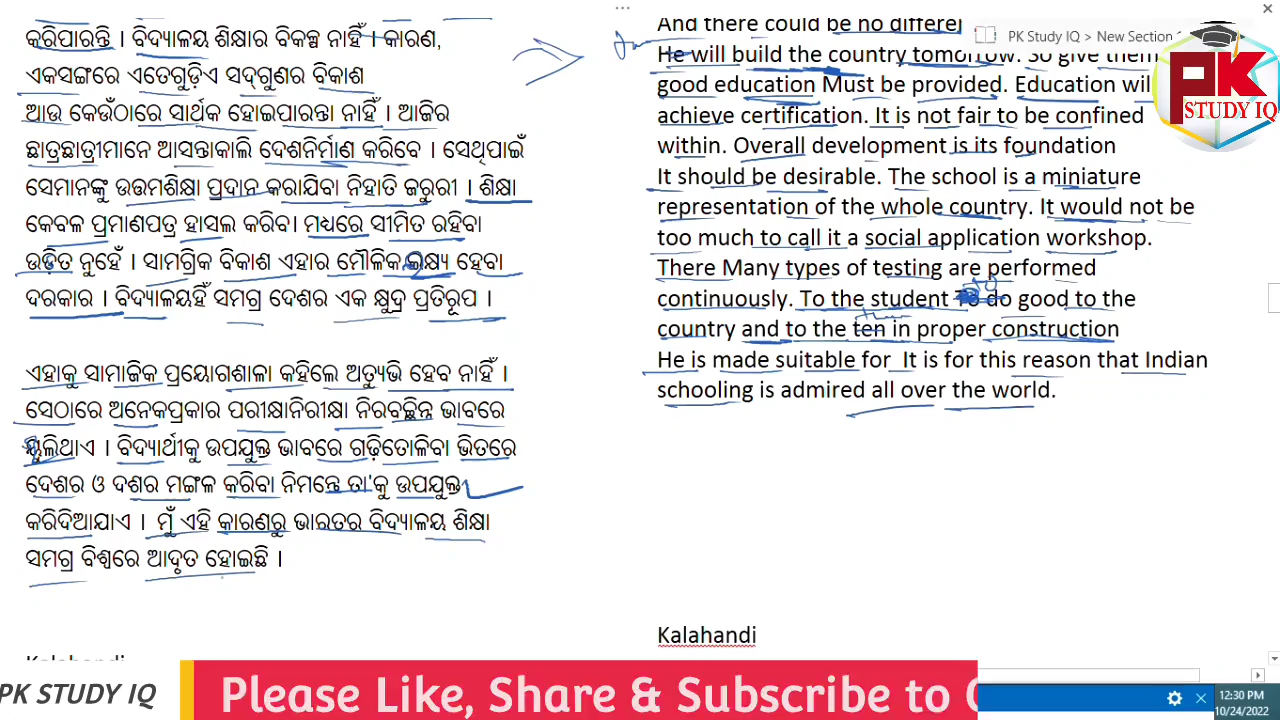 କରିପାରନ୍ତି । ବିଦ୍ୟାଳୟ ଶିକ୍ଷାର ବିକଳ୍ପ ନାହିଁ । କାରଣ,
ଏକସଙ୍ଗରେ ଏତେଗୁଡ଼ିଏ ସଦ୍‌ଗୁଣର ବିକାଶ
ଆଉ କେଉଁଠାରେ ସାର୍ଥକ ହୋଇପାରନ୍ତା ନାହିଁ । ଆଜିର
ଛାତ୍ରଛାତ୍ରୀମାନେ ଆସନ୍ତାକାଲି ଦେଶନିର୍ମାଣ କରିବେ । ସେଥିପାଇଁ
ସେମାନଙ୍କୁ ଉତ୍ତମଶିକ୍ଷା ପ୍ରଦାନ କରାଯିବା ନିହାତି ଜରୁରୀ । ଶିକ୍ଷା
କେବଳ ପ୍ରମାଣପତ୍ର ହାସଲ କରିବା ମଧ୍ୟରେ ସୀମିତ ରହିବା
ଉଚିତ ନୁହେଁ । ସାମଗ୍ରିକ ବିକାଶ ଏହାର ମୌଳିକ ଲକ୍ଷ୍ୟ ହେବା
ଦରକାର । ବିଦ୍ୟାଳୟହିଁ ସମଗ୍ର ଦେଶର ଏକ କ୍ଷୁଦ୍ର ପ୍ରତିରୂପ ।
ଏହାକୁ ସାମାଜିକ ପ୍ରୟୋଗଶାଳା କହିଲେ ଅତ୍ୟୁଭି ହେବ ନାହିଁ ।
ସେଠାରେ ଅନେକପ୍ରକାର ପରୀକ୍ଷାନିରୀକ୍ଷା ନିରବଚ୍ଛିନ୍ନ ଭାବରେ
ବିଦ୍ୟାର୍ଥୀକୁ ଉପଯୁକ୍ତ ଭାବରେ ଗଢ଼ିତୋଳିବା ଭିତରେ
ଦେଶର ଓ ଦଶର ମଙ୍ଗଳ କରିବା ନିମନ୍ତେ ତା'କୁ ଉପଯୁକ୍ତ
କରିଦିଆଯାଏ । ମୁଁ ଏହି କାରଣରୁ ଭାରତର ବିଦ୍ୟାଳୟ ଶିକ୍ଷା
ସମଗ୍ର ବିଶ୍ୱରେ ଆଦୃତ ହୋଇଛି ।
And there could be no differe
He will build the country tomorrow. So give them
good education Must be provided. Education wil
achieve certification. It is not fair to be confined
within. Overall development is its foundation
It should be desirable. The school is a miniature
representation of the whole country. It would not be
too much to call it a social application workshop.
There Many types of testing are performed
continuously. To the student To do good to the
country and to the ten in proper construction
He is made suitable for It is for this reason that Indian
schooling is admired all over the world.
Kalahandi
PK Study IQ > New Section
PK
STUDY IQ
PK STUDY IQ
Please Like, Share & Subscribe to
12:30 PM
10/24/2022